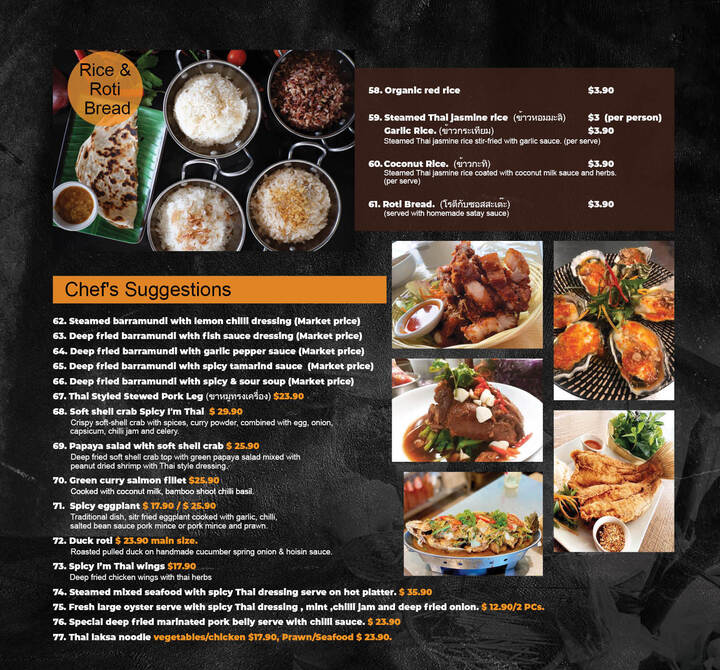 Rice &
Roti
Bread
58. Organic red rice $3.90
59. Steamed Thai jasmine rice (ข้าวหอมมะลิ) $3 (per person)
Garlic Rice. (ข้าวกระเทียม) $3.90
Steamed Thai jasmine rice stir-fried with garlic sauce. (per serve)
60. Coconut Rice. (ข้าวกะทิ) $3.90
Steamed Thai jasmine rice coated with coconut milk sauce and herbs.
(per serve)
61. Roti Bread. (โรตีกับซอสสะเต๊ะ) $3.90
(served with homemade satay sauce)
Chef's Suggestions
62. Steamed barramundi with lemon chilli dressing (Market price)
63. Deep fried barramundi with fish sauce dressing (Market price)
64. Deep fried barramundi with garlic pepper sauce (Market price)
65. Deep fried barramundi with spicy tamarind sauce (Market price)
66. Deep fried barramundi with spicy & sour soup (Market price)
67. Thai Styled Stewed Pork Leg (ขาหมูทรงเครื่อง) $23.90
68. Soft shell crab Spicy I'm Thai $ 29.90
Crispy soft-shell crab with spices, curry powder, combined with egg, onion,
capsicum, chilli jam and celery.
69. Papaya salad with soft shell crab $ 25.90
Deep fried soft shell crab top with green papaya salad mixed with
peanut dried shrimp with Thai style dressing.
70. Green curry salmon fillet $25.90
Cooked with coconut milk, bamboo shoot chilli basil.
71. Spicy eggplant $ 17.90 / $ 25.90
Traditional dish, sitr fried eggplant cooked with garlic, chilli,
salted bean sauce pork mince or pork mince and prawn.
72. Duck roti $ 23.90 main size.
Roasted pulled duck on handmade cucumber spring onion & hoisin sauce.
73. Spicy I'm Thai wings $17.90
Deep fried chicken wings with thai herbs
74. Steamed mixed seafood with spicy Thai dressing serve on hot platter. $ 35.90
75. Fresh large oyster serve with spicy Thai dressing , mint ,chilli jam and deep fried onion. $ 12.90/2 PCs.
76. Special deep fried marinated pork belly serve with chilli sauce. $ 23.90
77. Thai laksa noodle vegetables/chicken $17.90, Prawn/Seafood $ 23.90.